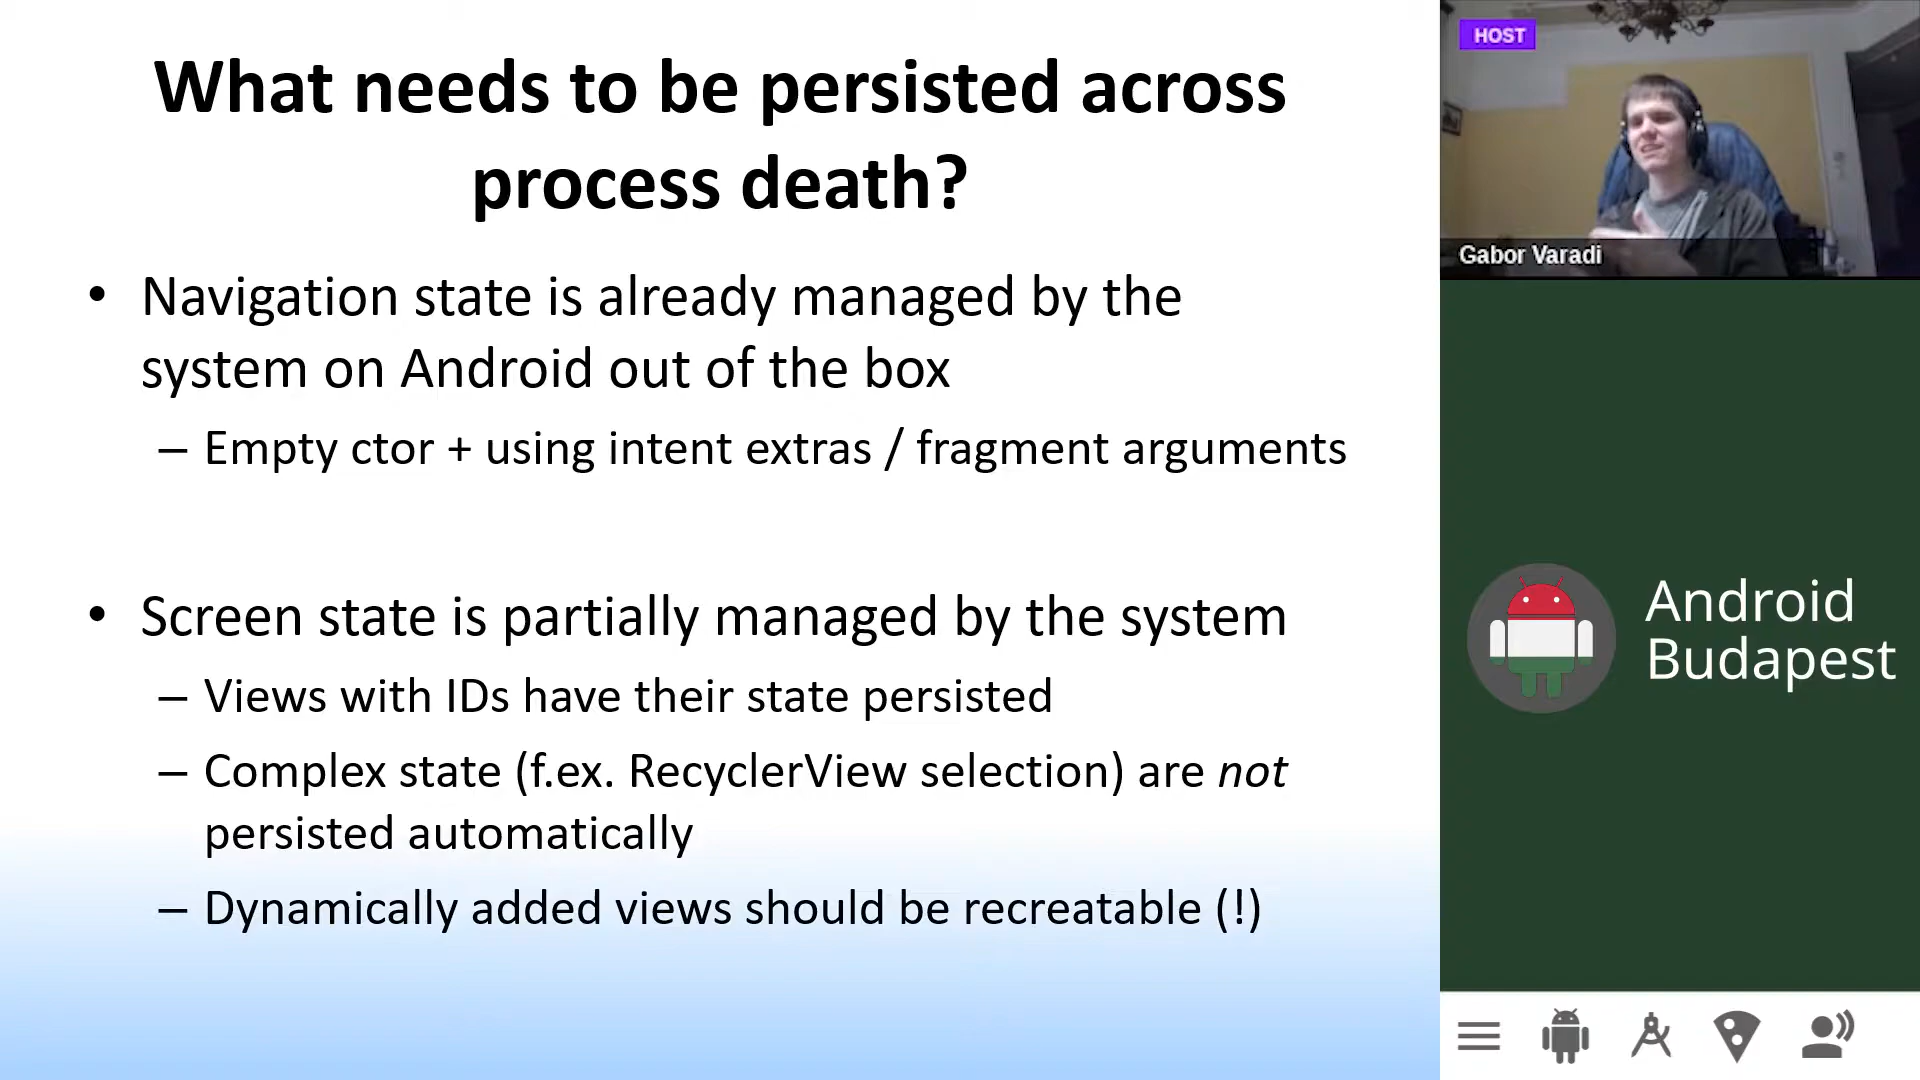 What needs to be persisted across
process death?
• Navigation state is already managed by the
system on Android out of the box
– Empty ctor + using intent extras / fragment arguments
• Screen state is partially managed by the system
– Views with IDs have their state persisted
– Complex state (f.ex. RecyclerView selection) are not
persisted automatically
– Dynamically added views should be recreatable (!)
HOST
Gabor Varadi
Android
Budapest